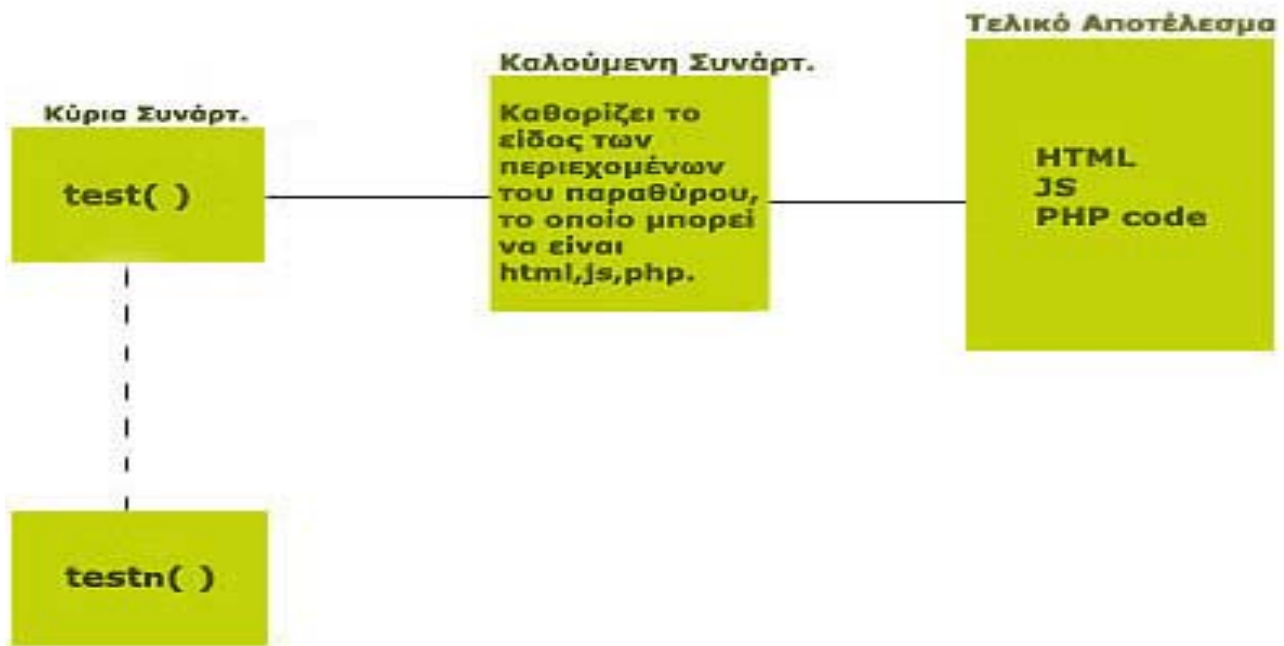 Κύρια Συνάρτ.
test( )
Καλούμενη Συνάρτ.
Καθορίζει το
είδος των
περιεχομένων
του παραθύρου,
το οποίο μπορεί
να είναι
html,js,php.
Τελικό Αποτέλεσμα
HTML
JS
PHP code
testn( )